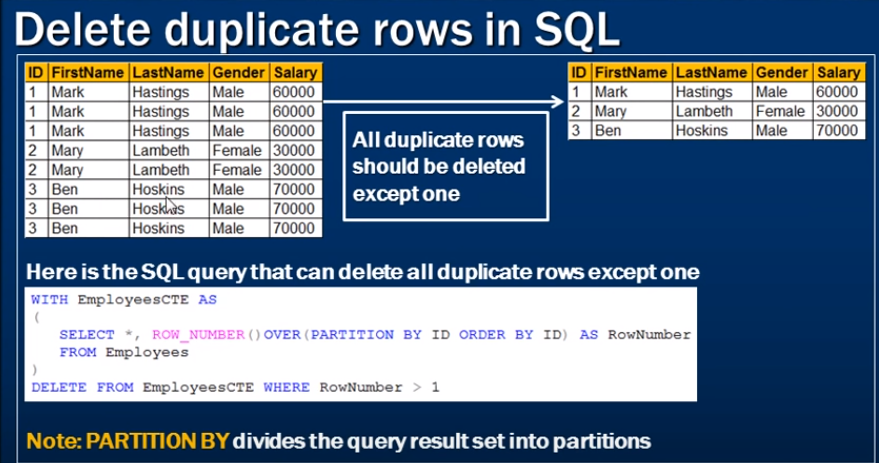 Delete duplicate rows in SQL
ID FirstName LastName Gender Salary
1 Mark Hastings Male 60000
1 Mark Hastings Male 60000
1 Mark Hastings Male 60000
2 Mary Lambeth Female 30000
2 Mary Lambeth Female 30000
3 Ben Hoskins Male 70000
3 Ben Hoskins Male 70000
3 Ben Hoskins Male 70000
All duplicate rows
should be deleted
except one
ID FirstName LastName Gender Salary
1 Mark Hastings Male 60000
2 Mary Lambeth Female 30000
3 Ben Hoskins Male 70000
Here is the SQL query that can delete all duplicate rows except one
WITH EmployeesCTE AS
(
SELECT *, ROW_NUMBER()OVER(PARTITION BY ID ORDER BY ID) AS RowNumber
FROM Employees
)
DELETE FROM EmployeesCTE WHERE RowNumber > 1
Note: PARTITION BY divides the query result set into partitions